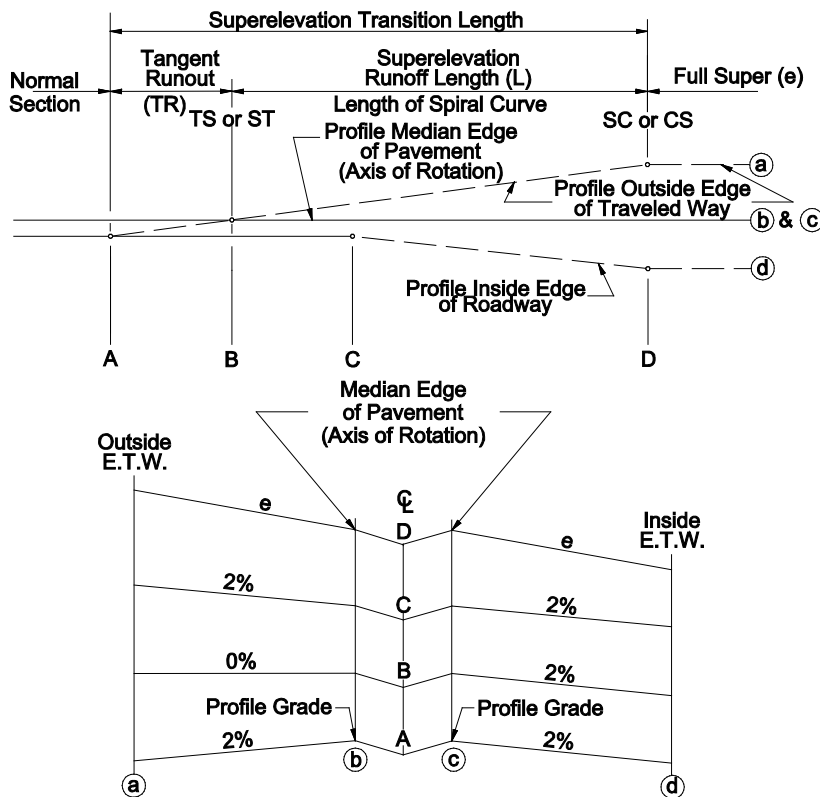 Superelevation Transition Length
Normal
Section
Tangent
Runout
(TR)
Superelevation
Runoff Length (L)
Length of Spiral Curve
Full Super (e)
TS or ST
SC or CS
Profile Median Edge
of Pavement
(Axis of Rotation)
a
Profile Outside Edge
of Traveled Way
b & c
d
Profile Inside Edge
of Roadway
A
B
C
D
Median Edge
of Pavement
(Axis of Rotation)
Outside
E.T.W.
℄
Inside
E.T.W.
e
D
e
2%
C
2%
0%
B
2%
Profile Grade
Profile Grade
2%
A
2%
a
b
c
d